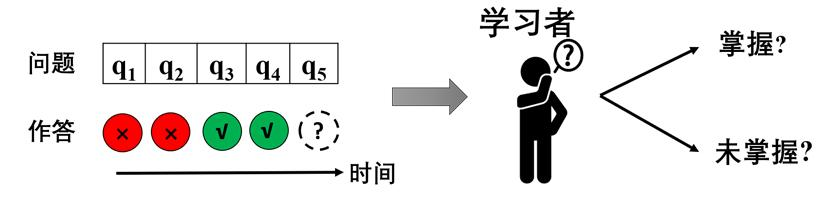 学习者
问题 q1 q2 q3 q4 q5
作答 × × √ √ ?
时间
?
掌握?
未掌握?